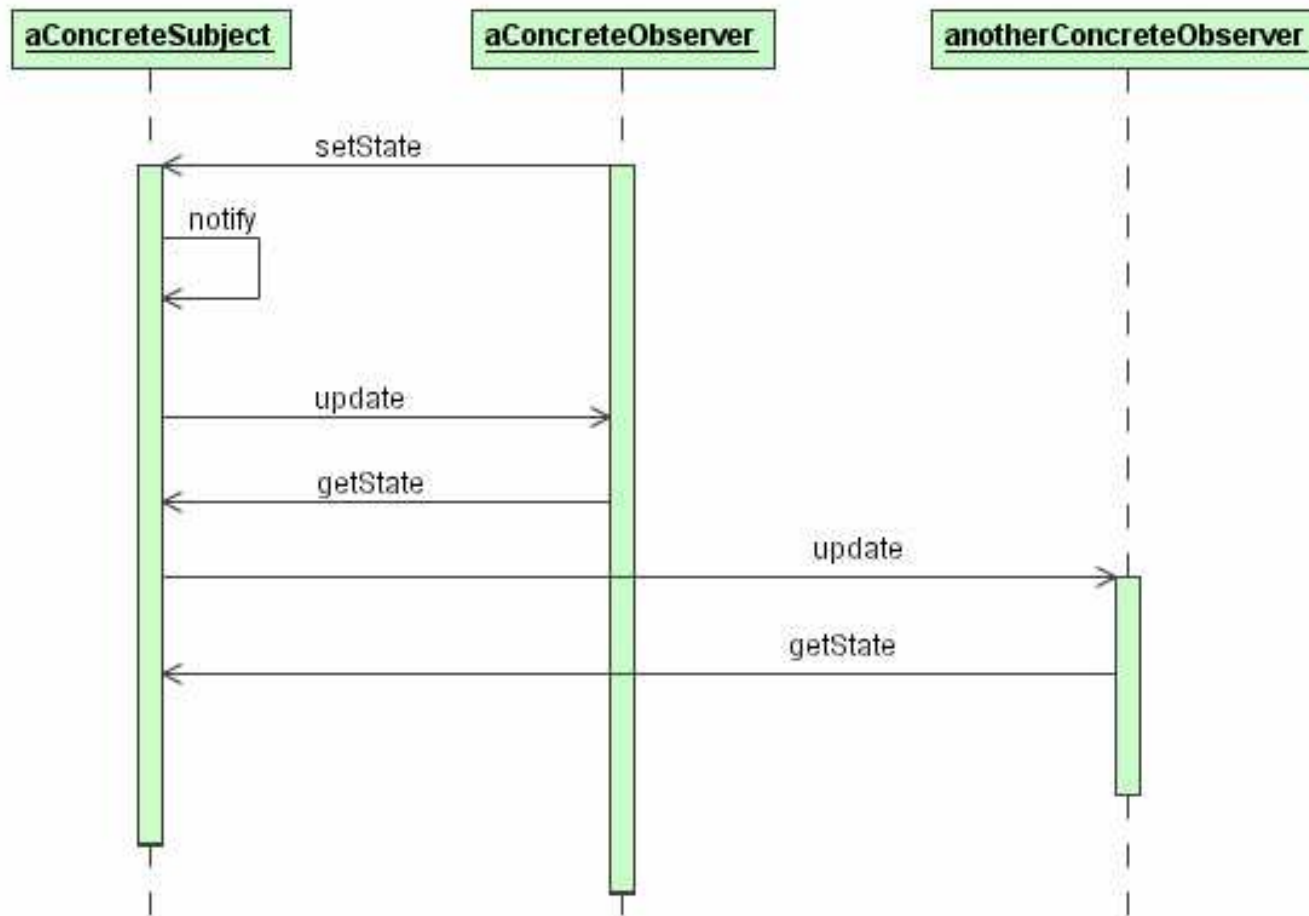 aConcreteSubject
aConcreteObserver
anotherConcreteObserver
setState
notify
update
getState
update
getState